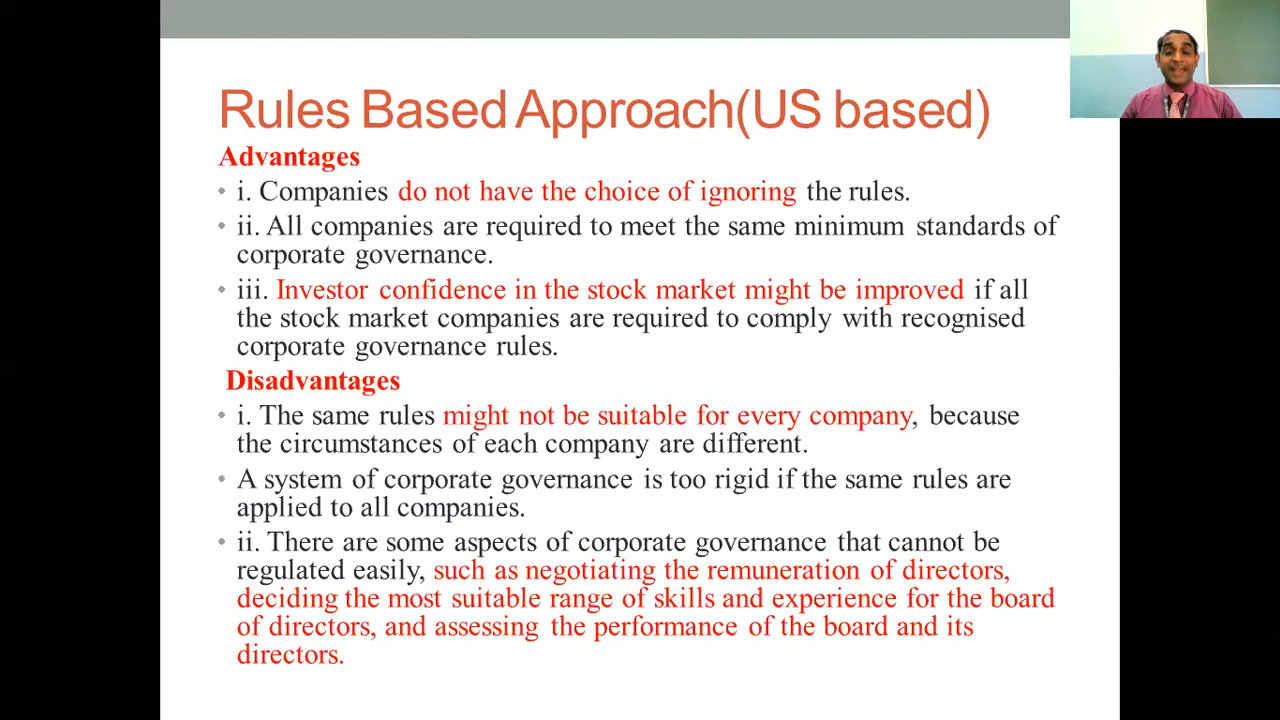 Rules Based Approach(US based)
Advantages
• i. Companies do not have the choice of ignoring the rules.
• ii. All companies are required to meet the same minimum standards of
corporate governance.
• iii. Investor confidence in the stock market might be improved if all
the stock market companies are required to comply with recognised
corporate governance rules.
Disadvantages
• i. The same rules might not be suitable for every company, because
the circumstances of each company are different.
• A system of corporate governance is too rigid if the same rules are
applied to all companies.
• ii. There are some aspects of corporate governance that cannot be
regulated easily, such as negotiating the remuneration of directors,
deciding the most suitable range of skills and experience for the board
of directors, and assessing the performance of the board and its
directors.